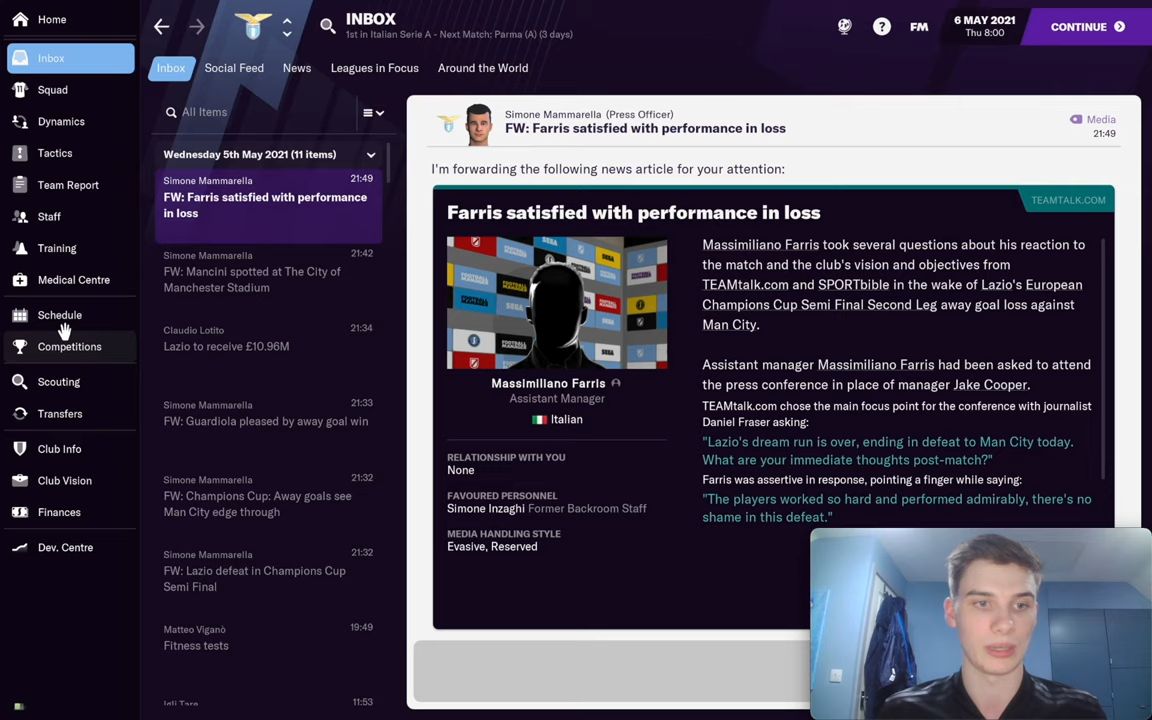 Home
Inbox
Squad
Dynamics
Tactics
Team Report
Staff
Training
Medical Centre
Schedule
Competitions
Scouting
Transfers
Club Info
Club Vision
Finances
Dev. Centre
INBOX
1st in Italian Serie A - Next Match: Parma (A) (3 days)
?
FM
6 MAY 2021
Thu 8:00
CONTINUE
Inbox
Social Feed
News
Leagues in Focus
Around the World
All Items
Wednesday 5th May 2021 (11 items)
Simone Mammarella
21:49
FW: Farris satisfied with performance
in loss
Simone Mammarella
21:42
FW: Mancini spotted at The City of
Manchester Stadium
Claudio Lotito
21:34
Lazio to receive £10.96M
Simone Mammarella
21:33
FW: Guardiola pleased by away goal win
Simone Mammarella
21:32
FW: Champions Cup: Away goals see
Man City edge through
Simone Mammarella
21:32
FW: Lazio defeat in Champions Cup
Semi Final
Matteo Viganò
19:49
Fitness tests
Igli Tare
11:53
Simone Mammarella (Press Officer)
FW: Farris satisfied with performance in loss
Media
21:49
I'm forwarding the following news article for your attention:
TEAMTALK.COM
Farris satisfied with performance in loss
Massimiliano Farris
Assistant Manager
Italian
RELATIONSHIP WITH YOU
None
FAVOURED PERSONNEL
Simone Inzaghi Former Backroom Staff
MEDIA HANDLING STYLE
Evasive, Reserved
Massimiliano Farris took several questions about his reaction to
the match and the club's vision and objectives from
TEAMtalk.com and SPORTbible in the wake of Lazio's European
Champions Cup Semi Final Second Leg away goal loss against
Man City.
Assistant manager Massimiliano Farris had been asked to attend
the press conference in place of manager Jake Cooper.
TEAMtalk.com chose the main focus point for the conference with journalist
Daniel Fraser asking:
"Lazio's dream run is over, ending in defeat to Man City today.
What are your immediate thoughts post-match?"
Farris was assertive in response, pointing a finger while saying:
"The players worked so hard and performed admirably, there's no
shame in this defeat."